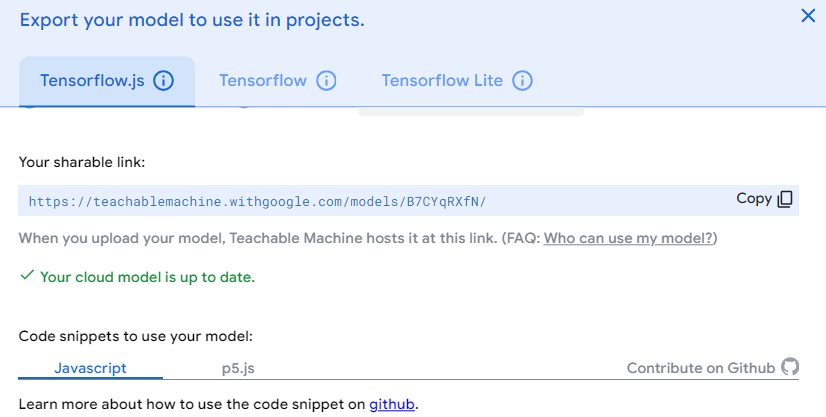 Export your model to use it in projects.
Tensorflow.js Tensorflow Tensorflow Lite
Your sharable link:
https://teachablemachine.withgoogle.com/models/B7CYqRXfN/ Copy
When you upload your model, Teachable Machine hosts it at this link. (FAQ: Who can use my model?)
Your cloud model is up to date.
Code snippets to use your model:
Javascript p5.js Contribute on Github
Learn more about how to use the code snippet on github.